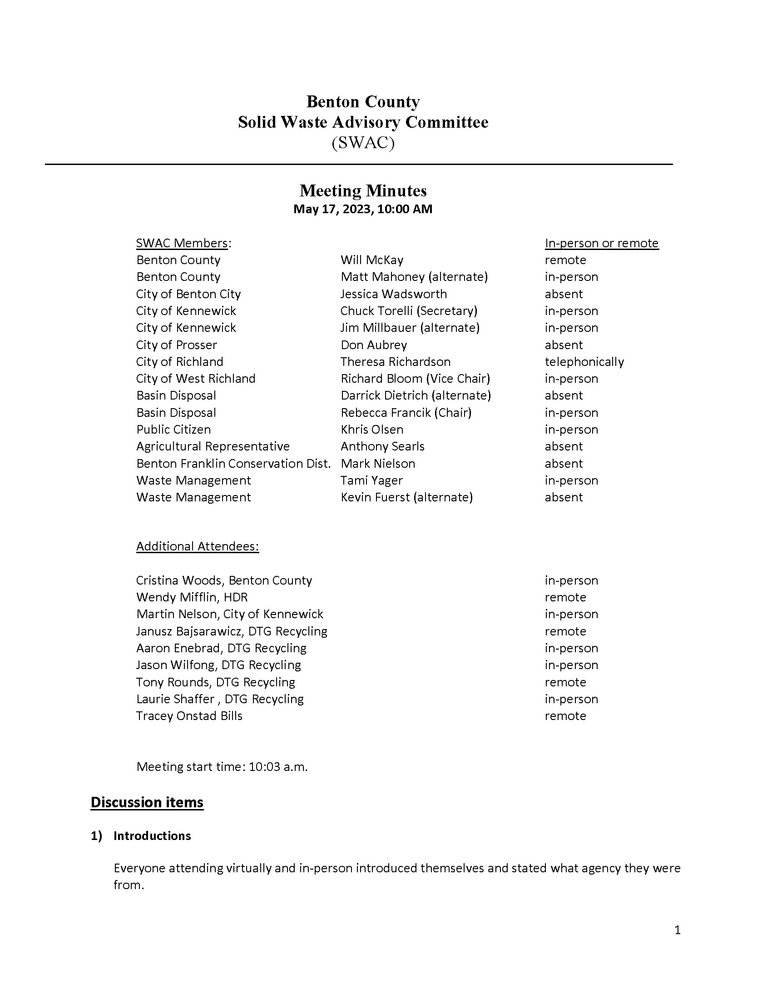 Benton County
Solid Waste Advisory Committee
(SWAC)
Meeting Minutes
May 17, 2023, 10:00 AM
SWAC Members: In-person or remote
Benton County Will McKay remote
Benton County Matt Mahoney (alternate) in-person
City of Benton City Jessica Wadsworth absent
City of Kennewick Chuck Torelli (Secretary) in-person
City of Kennewick Jim Millbauer (alternate) in-person
City of Prosser Don Aubrey absent
City of Richland Theresa Richardson telephonically
City of West Richland Richard Bloom (Vice Chair) in-person
Basin Disposal Darrick Dietrich (alternate) absent
Basin Disposal Rebecca Francik (Chair) in-person
Public Citizen Khris Olsen in-person
Agricultural Representative Anthony Searls absent
Benton Franklin Conservation Dist. Mark Nielson absent
Waste Management Tami Yager in-person
Waste Management Kevin Fuerst (alternate) absent
Additional Attendees:
Cristina Woods, Benton County in-person
Wendy Mifflin, HDR remote
Martin Nelson, City of Kennewick in-person
Janusz Bajsarawicz, DTG Recycling remote
Aaron Enebrad, DTG Recycling in-person
Jason Wilfong, DTG Recycling in-person
Tony Rounds, DTG Recycling remote
Laurie Shaffer , DTG Recycling in-person
Tracey Onstad Bills remote
Meeting start time: 10:03 a.m.
Discussion items
1) Introductions
Everyone attending virtually and in-person introduced themselves and stated what agency they were
from.
1